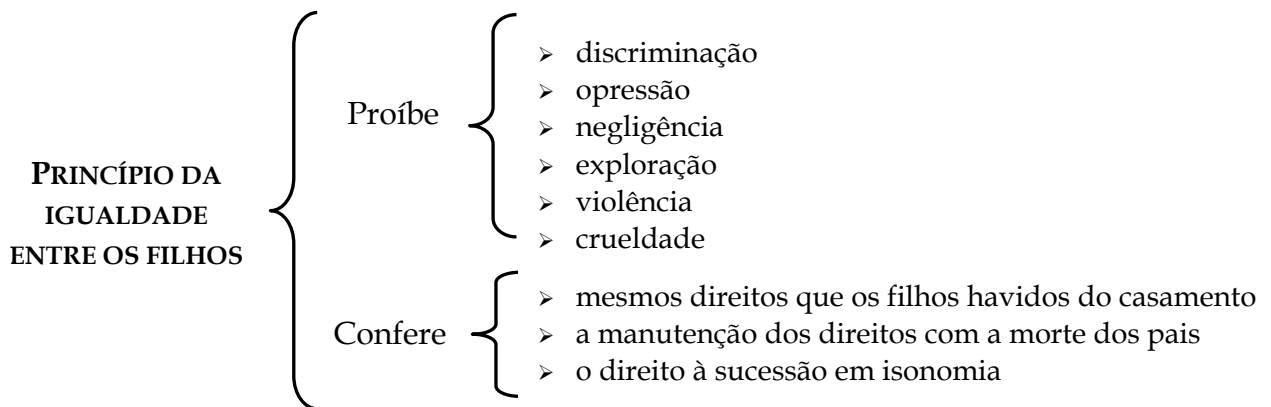 PRINCÍPIO DA
IGUALDADE
ENTRE OS FILHOS
Proíbe
➢ discriminação
➢ opressão
➢ negligência
➢ exploração
➢ violência
➢ crueldade
Confere
➢ mesmos direitos que os filhos havidos do casamento
➢ a manutenção dos direitos com a morte dos pais
➢ o direito à sucessão em isonomia